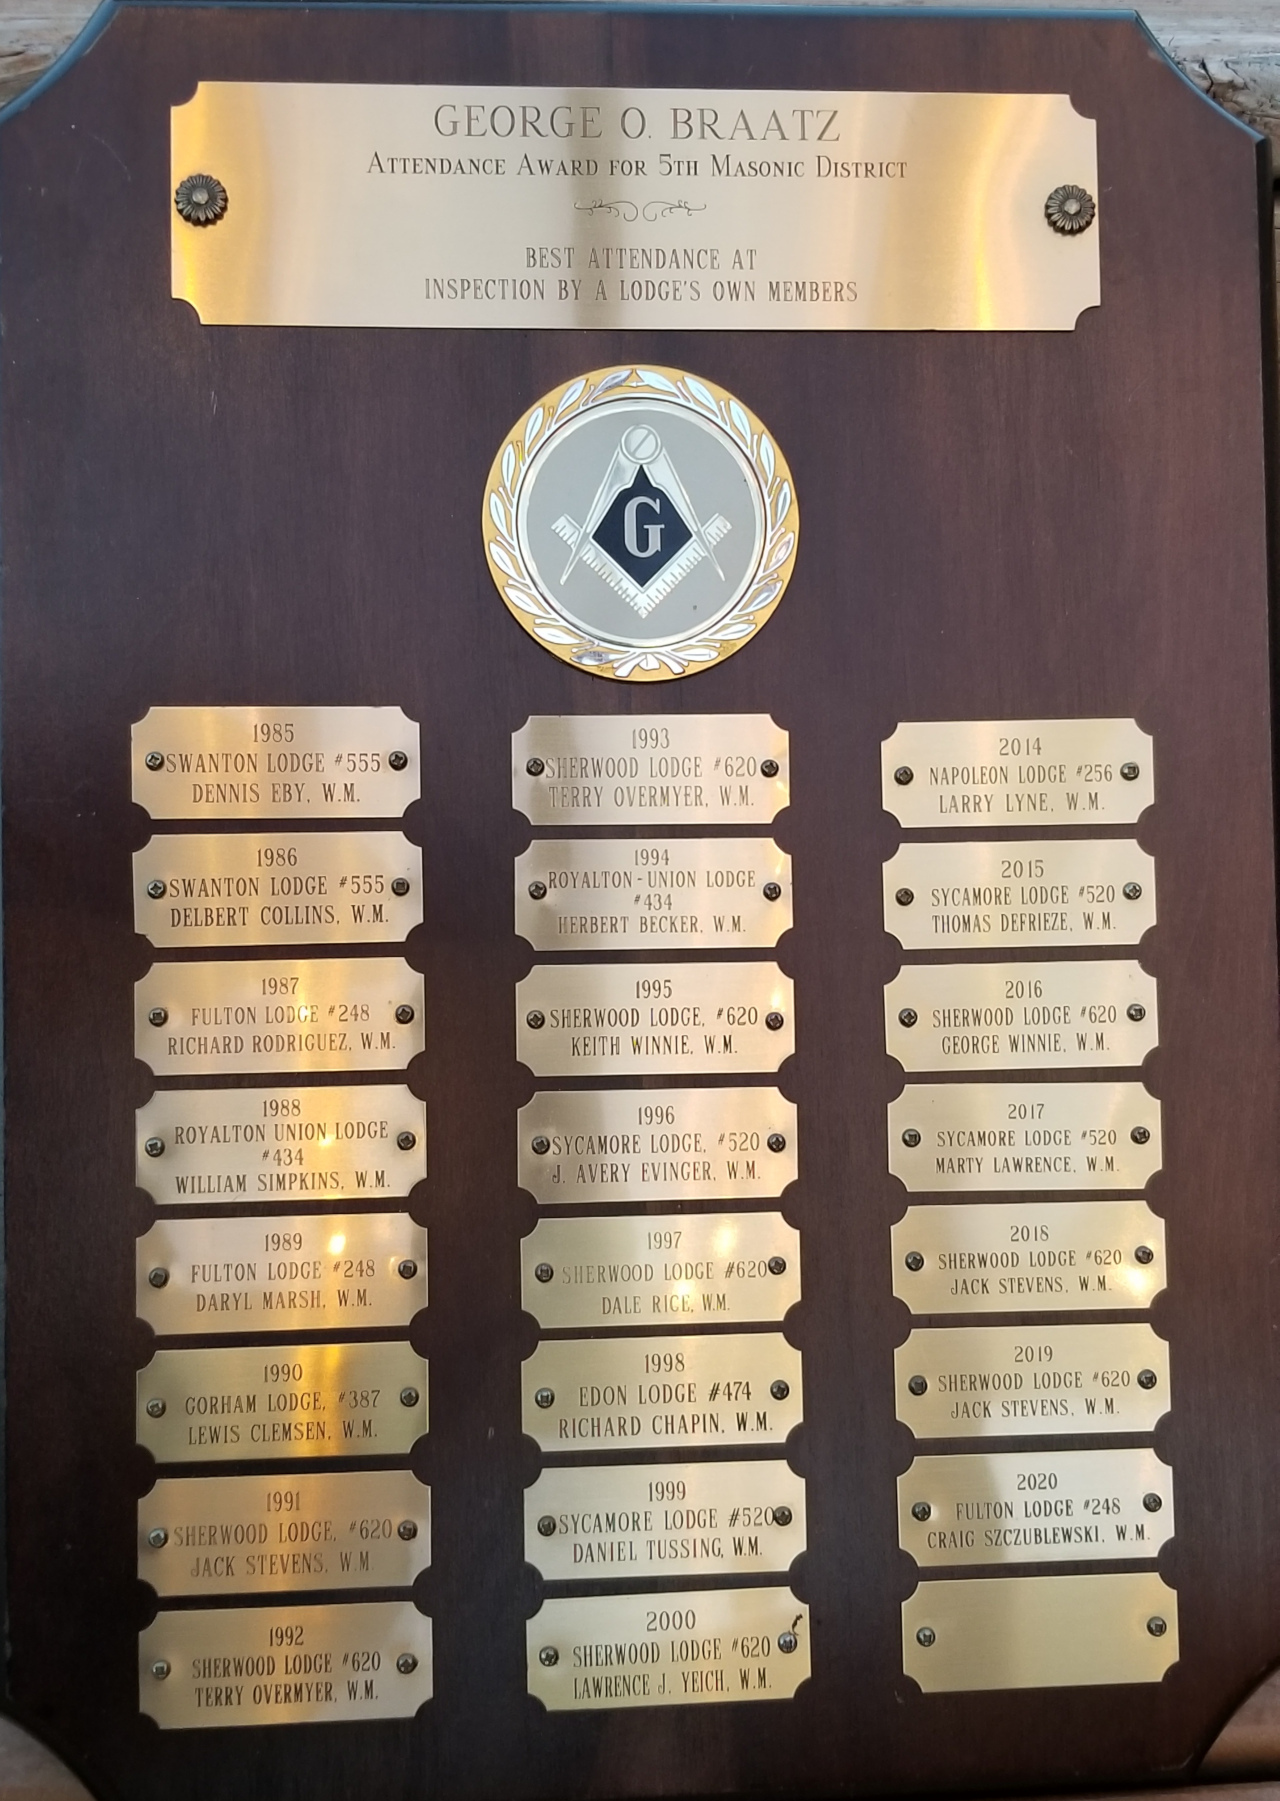 GEORGE O. BRAATZ
ATTENDANCE AWARD FOR 5TH MASONIC DISTRICT
BEST ATTENDANCE AT
INSPECTION BY A LODGE'S OWN MEMBERS
G
1985
SWANTON LODGE #555
DENNIS EBY, W.M.
1986
SWANTON LODGE #555
DELBERT COLLINS, W.M.
1987
FULTON LODGE #248
RICHARD RODRIGUEZ, W.M.
1988
ROYALTON UNION LODGE
#434
WILLIAM SIMPKINS, W.M.
1989
FULTON LODGE #248
DARYL MARSH, W.M.
1990
GORHAM LODGE, #387
LEWIS CLEMSEN, W.M.
1991
SHERWOOD LODGE, #620
JACK STEVENS, W.M
1992
SHERWOOD LODGE #620
TERRY OVERMYER, W.M.
1993
SHERWOOD LODGE #620
TERRY OVERMYER, W.M.
1994
ROYALTON-UNION LODGE
#434
HERBERT BECKER, W.M.
1995
SHERWOOD LODGE, #620
KEITH WINNIE, W.M.
1996
SYCAMORE LODGE, #520
J. AVERY EVINGER, W.M.
1997
SHERWOOD LODGE #620
DALE RICE, W.M.
1998
EDON LODGE #474
RICHARD CHAPIN, W.M.
1999
SYCAMORE LODGE #520
DANIEL TUSSING, W.M.
2000
SHERWOOD LODGE #620
LAWRENCE J. YEICH, W.M.
2014
NAPOLEON LODGE #256
LARRY LYNE, W.M.
2015
SYCAMORE LODGE #520
THOMAS DEFRIEZE, W.M.
2016
SHERWOOD LODGE #620
GEORGE WINNIE, W.M.
2017
SYCAMORE LODGE #520
MARTY LAWRENCE, W.M.
2018
SHERWOOD LODGE #620
JACK STEVENS, W.M.
2019
SHERWOOD LODGE #620
JACK STEVENS, W.M.
2020
FULTON LODGE #248
CRAIG SZCZUBLEWSKI, W.M.